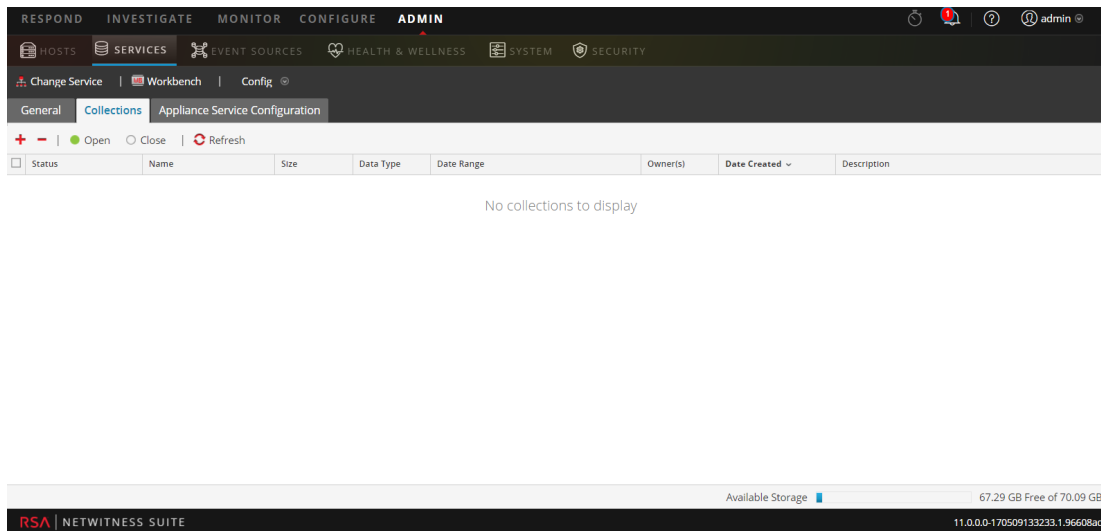 RESPOND INVESTIGATE MONITOR CONFIGURE ADMIN 1 ? admin
HOSTS SERVICES EVENT SOURCES HEALTH & WELLNESS SYSTEM SECURITY
Change Service | Workbench | Config
General Collections Appliance Service Configuration
+ - | Open Close | Refresh
Status Name Size Data Type Date Range Owner(s) Date Created Description
No collections to display
Available Storage 67.29 GB Free of 70.09 GB
RSA | NETWITNESS SUITE 11.0.0.0-170509133233.1.96608ac